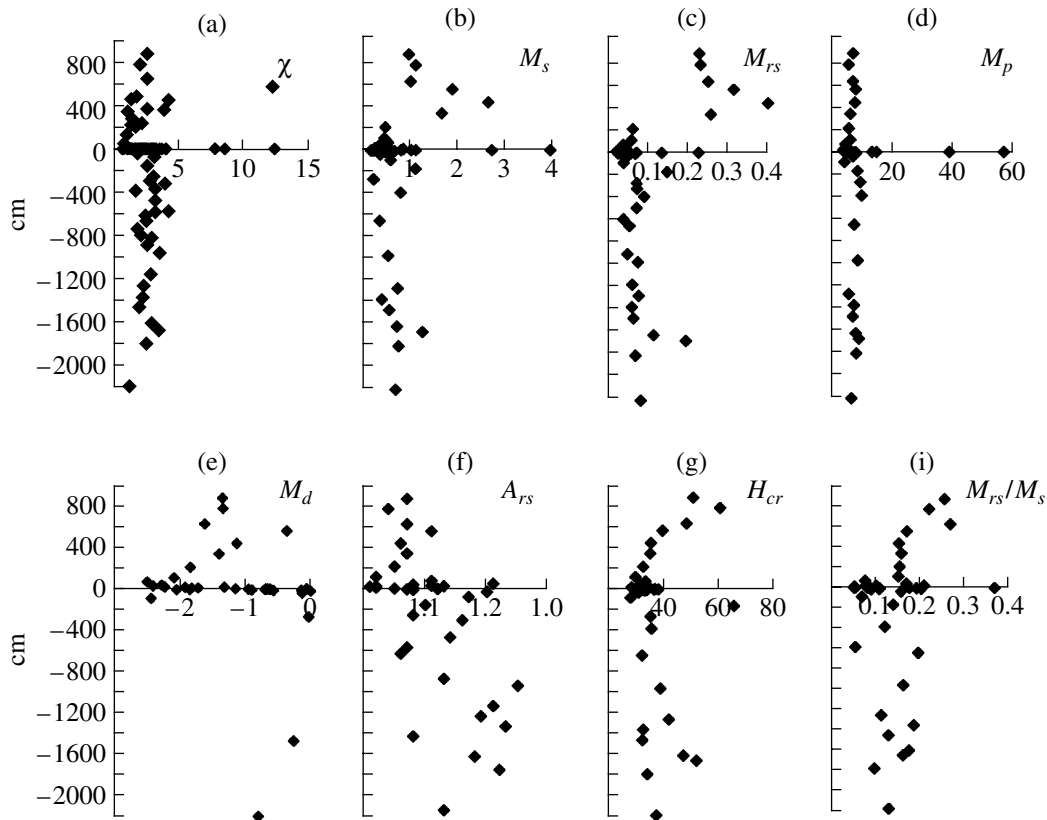 (a) (b) (c) (d)
χ M_s M_rs M_p
800
400
0
−400
−800
−1200
−1600
−2000
cm
5 10 15
0 1 2 3 4
0 0.1 0.2 0.3 0.4
0 20 40 60
(e) (f) (g) (i)
M_d A_rs H_cr M_rs/M_s
800
400
0
−400
−800
−1200
−1600
−2000
cm
−2 −1 0
1.1 1.2 1.0
40 60 80
0.1 0.2 0.3 0.4